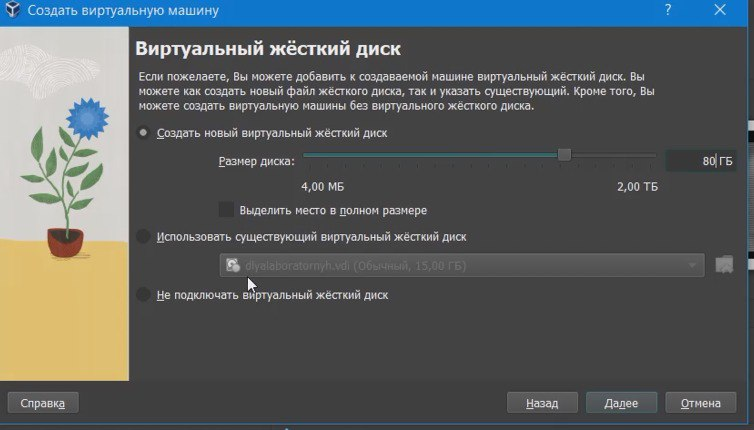 Создать виртуальную машину
?
Виртуальный жёсткий диск
Если пожелаете, Вы можете добавить к создаваемой машине виртуальный жёсткий диск. Вы
можете как создать новый файл жёсткого диска, так и указать существующий. Кроме того, Вы
можете создать виртуальную машины без виртуального жёсткого диска.
Создать новый виртуальный жёсткий диск
Размер диска: 80 ГБ
4,00 МБ 2,00 ТБ
Выделить место в полном размере
Использовать существующий виртуальный жёсткий диск
dlyalaboratornyh.vdi (Обычный, 15,00 ГБ)
Не подключать виртуальный жёсткий диск
Справка Назад Далее Отмена